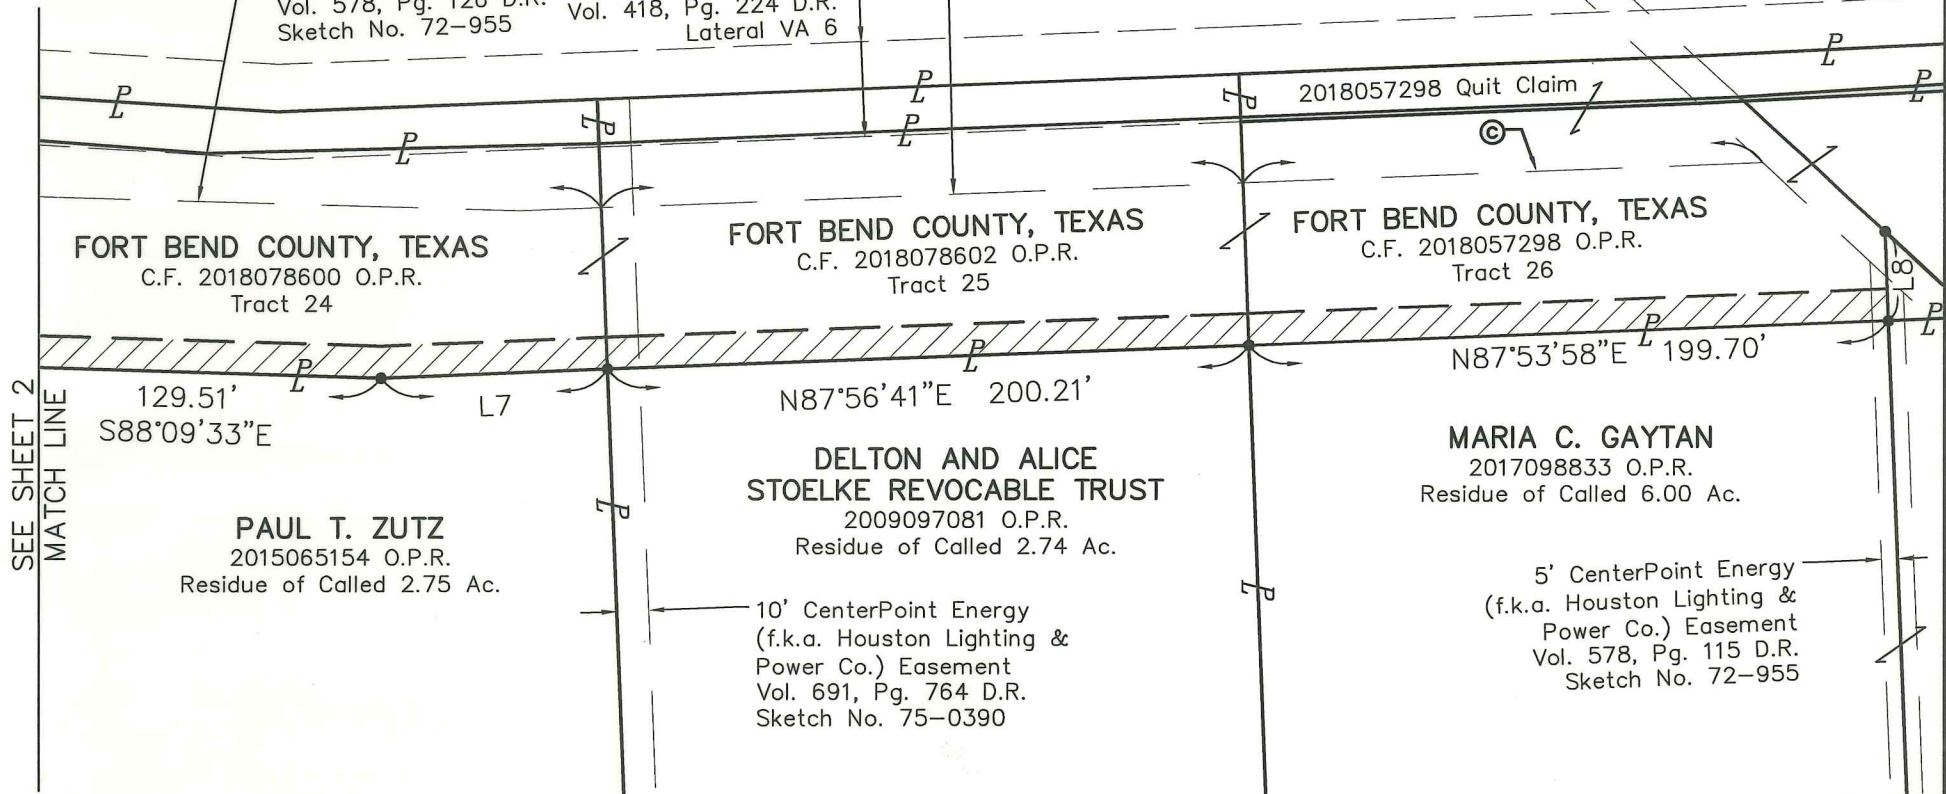 Vol. 578, Pg. 126 D.R.
Sketch No. 72-955
Vol. 418, Pg. 224 D.R.
Lateral VA 6
2018057298 Quit Claim
©
FORT BEND COUNTY, TEXAS
C.F. 2018078600 O.P.R.
Tract 24
FORT BEND COUNTY, TEXAS
C.F. 2018078602 O.P.R.
Tract 25
FORT BEND COUNTY, TEXAS
C.F. 2018057298 O.P.R.
Tract 26
L8
129.51'
S88°09'33"E
L7
N87°56'41"E 200.21'
N87°53'58"E 199.70'
SEE SHEET 2
MATCH LINE
PAUL T. ZUTZ
2015065154 O.P.R.
Residue of Called 2.75 Ac.
DELTON AND ALICE
STOELKE REVOCABLE TRUST
2009097081 O.P.R.
Residue of Called 2.74 Ac.
MARIA C. GAYTAN
2017098833 O.P.R.
Residue of Called 6.00 Ac.
10' CenterPoint Energy
(f.k.a. Houston Lighting &
Power Co.) Easement
Vol. 691, Pg. 764 D.R.
Sketch No. 75-0390
5' CenterPoint Energy
(f.k.a. Houston Lighting &
Power Co.) Easement
Vol. 578, Pg. 115 D.R.
Sketch No. 72-955